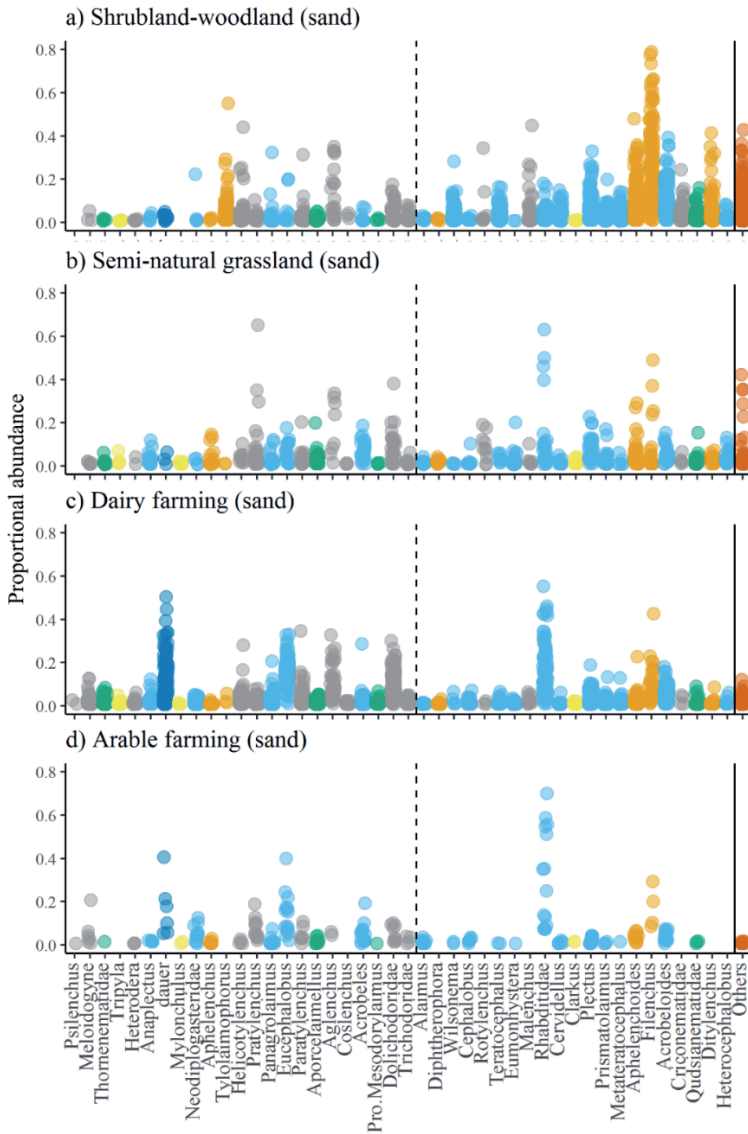 a) Shrubland-woodland (sand)
0.8
0.6
0.4
0.2
0.0
b) Semi-natural grassland (sand)
0.8
0.6
0.4
0.2
0.0
Proportional abundance
c) Dairy farming (sand)
0.8
0.6
0.4
0.2
0.0
d) Arable farming (sand)
0.8
0.6
0.4
0.2
0.0
Psilenchus
Meloidogyne
Thornenematidae
Tripyla
Heterodera
Anaplectus
dauer
Mylonchulus
Neodiplogasteridae
Aphelenchus
Tylolaimophorus
Helicotylenchus
Pratylenchus
Panagrolaimus
Eucephalobus
Paratylenchus
Aporcelaimellus
Aglenchus
Coslenchus
Acrobeles
Pro.Mesodorylaimus
Dolichodoridae
Trichodoridae
Alaimus
Diphtherophora
Wilsonema
Cephalobus
Rotylenchus
Teratocephalus
Eumonhystera
Malenchus
Rhabditidae
Cervidellus
Clarkus
Plectus
Prismatolaimus
Metateratocephalus
Aphelenchoides
Filenchus
Acrobeloides
Criconematidae
Qudsianematidae
Ditylenchus
Heterocephalobus
Others